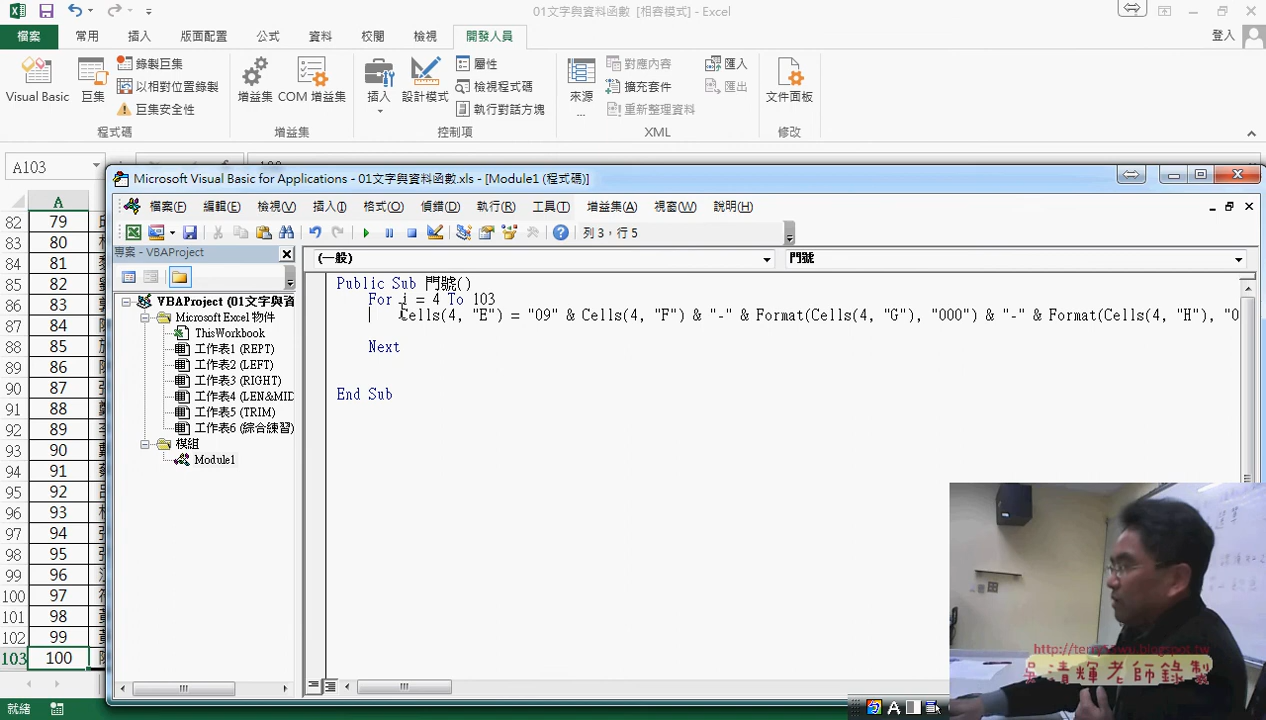 01文字與資料函數 [相容模式] - Excel
檔案 常用 插入 版面配置 公式 資料 校閱 檢視 開發人員 登入
Visual Basic 巨集 錄製巨集 以相對位置錄製 巨集安全性 程式碼
增益集 COM 增益集 增益集
插入 設計模式 屬性 檢視程式碼 執行對話方塊 控制項
來源 ... 對應內容 擴充套件 重新整理資料 匯入 匯出 XML
文件面板 修改
A103
Microsoft Visual Basic for Applications - 01文字與資料函數.xls - [Module1 (程式碼)]
檔案(F) 編輯(E) 檢視(V) 插入(I) 格式(O) 偵錯(D) 執行(R) 工具(T) 增益集(A) 視窗(W) 說明(H)
列 3，行 5
專案 - VBAProject
VBAProject (01文字與資
Microsoft Excel 物件
ThisWorkbook
工作表1 (REPT)
工作表2 (LEFT)
工作表3 (RIGHT)
工作表4 (LEN&MID
工作表5 (TRIM)
工作表6 (綜合練習)
模組
Module1
(一般) 門號
Public Sub 門號()
For i = 4 To 103
Cells(4, "E") = "09" & Cells(4, "F") & "-" & Format(Cells(4, "G"), "000") & "-" & Format(Cells(4, "H"), "0
Next
End Sub
A
82 79
83 80
84 81
85 82
86 83
87 84
88 85
89 86
90 87
91 88
92 89
93 90
94 91
95 92
96 93
97 94
98 95
99 96
100 97
101 98
102 99
103 100
就緒
吳清輝老師錄製